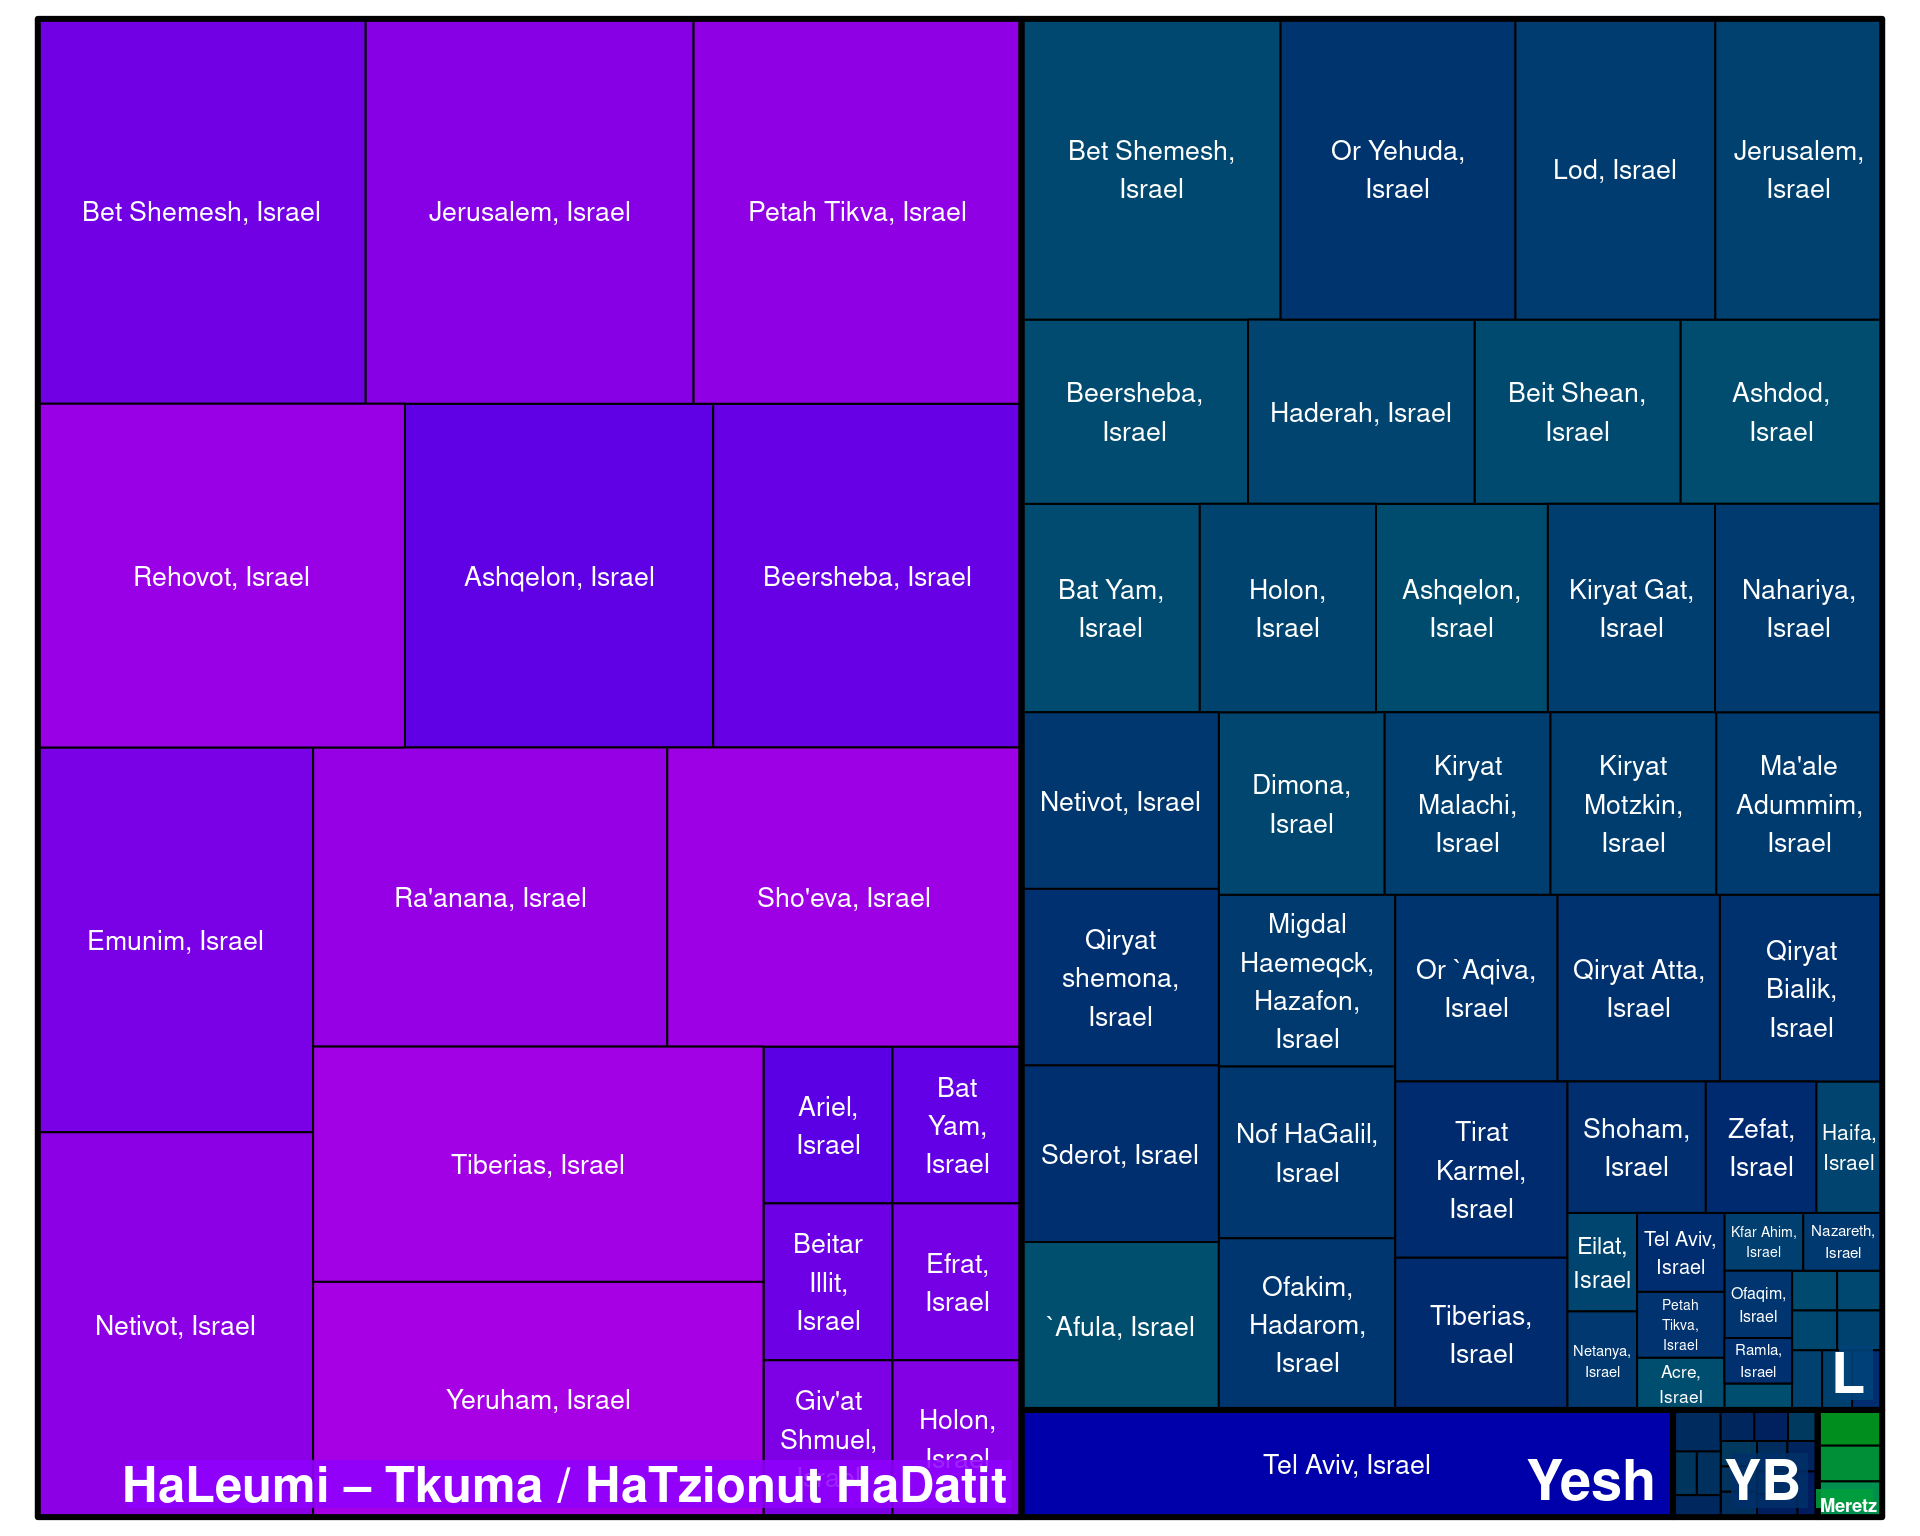 Bet Shemesh, Israel
Jerusalem, Israel
Petah Tikva, Israel
Rehovot, Israel
Ashqelon, Israel
Beersheba, Israel
Emunim, Israel
Ra'anana, Israel
Sho'eva, Israel
Netivot, Israel
Tiberias, Israel
Yeruham, Israel
Ariel,
Israel
Bat
Yam,
Israel
Beitar
Illit,
Israel
Efrat,
Israel
Giv'at
Shmuel,
Israel
Holon,
Israel
HaLeumi – Tkuma / HaTzionut HaDatit
Bet Shemesh,
Israel
Or Yehuda,
Israel
Lod, Israel
Jerusalem,
Israel
Beersheba,
Israel
Haderah, Israel
Beit Shean,
Israel
Ashdod,
Israel
Bat Yam,
Israel
Holon,
Israel
Ashqelon,
Israel
Kiryat Gat,
Israel
Nahariya,
Israel
Netivot, Israel
Dimona,
Israel
Kiryat
Malachi,
Israel
Kiryat
Motzkin,
Israel
Ma'ale
Adummim,
Israel
Qiryat
shemona,
Israel
Migdal
Haemeqck,
Hazafon,
Israel
Or `Aqiva,
Israel
Qiryat Atta,
Israel
Qiryat
Bialik,
Israel
Sderot, Israel
Nof HaGalil,
Israel
Tirat
Karmel,
Israel
Shoham,
Israel
Zefat,
Israel
Haifa,
Israel
`Afula, Israel
Ofakim,
Hadarom,
Israel
Tiberias,
Israel
Eilat,
Israel
Tel Aviv,
Israel
Kfar Ahim,
Israel
Nazareth,
Israel
Netanya,
Israel
Petah
Tikva,
Israel
Acre,
Israel
Ofaqim,
Israel
Ramla,
Israel
L
Tel Aviv, Israel
Yesh
YB
Meretz